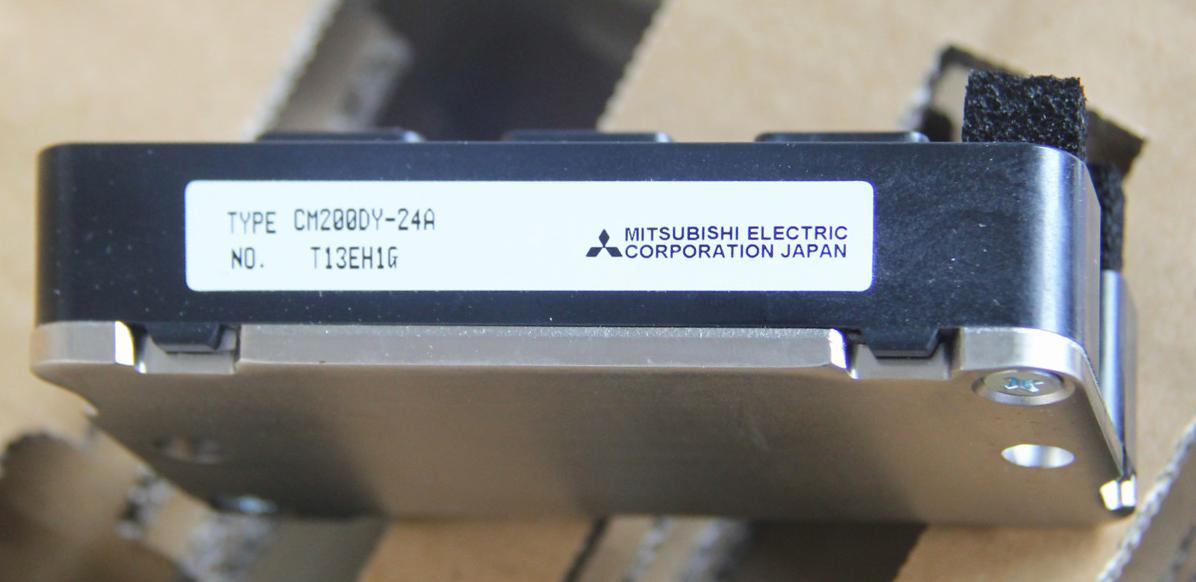 TYPE CM200DY-24A
NO. T13EH1G
MITSUBISHI ELECTRIC
CORPORATION JAPAN